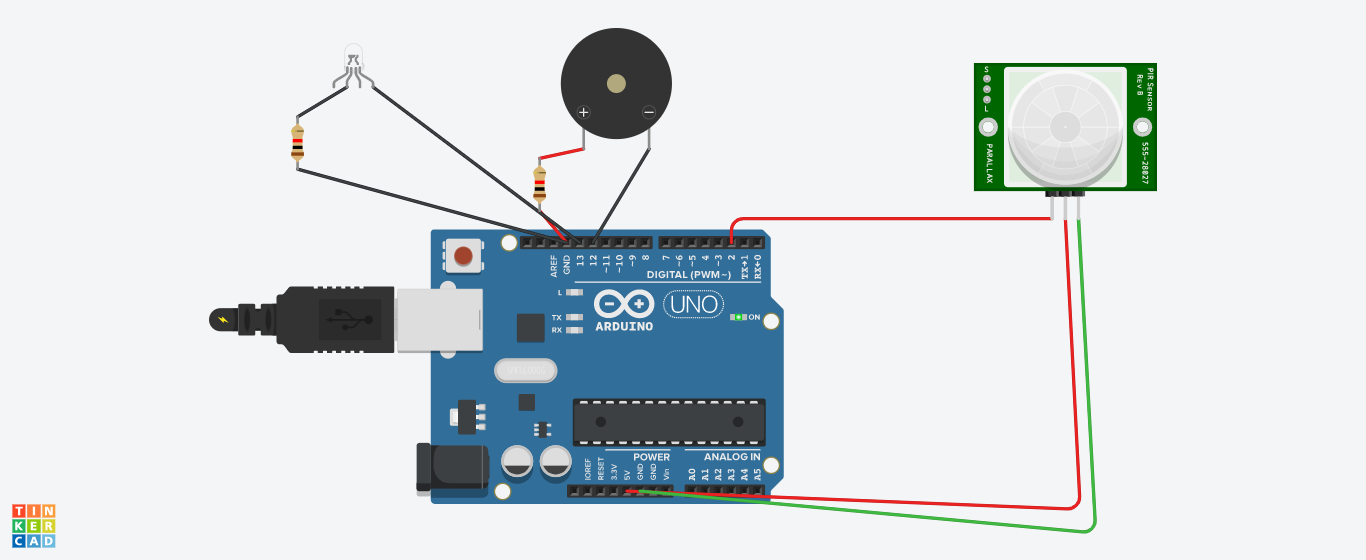 S
L
PIR SENSOR
REV B
PARALLAX
555-28027
AREF
GND
13
12
~11
~10
~9
8
7
~6
~5
4
~3
2
TX→1
RX←0
DIGITAL (PWM~)
L
TX
RX
ARDUINO
UNO
ON
POWER
ANALOG IN
IOREF
RESET
3.3V
5V
GND
GND
Vin
A0
A1
A2
A3
A4
A5
TIN
KER
CAD